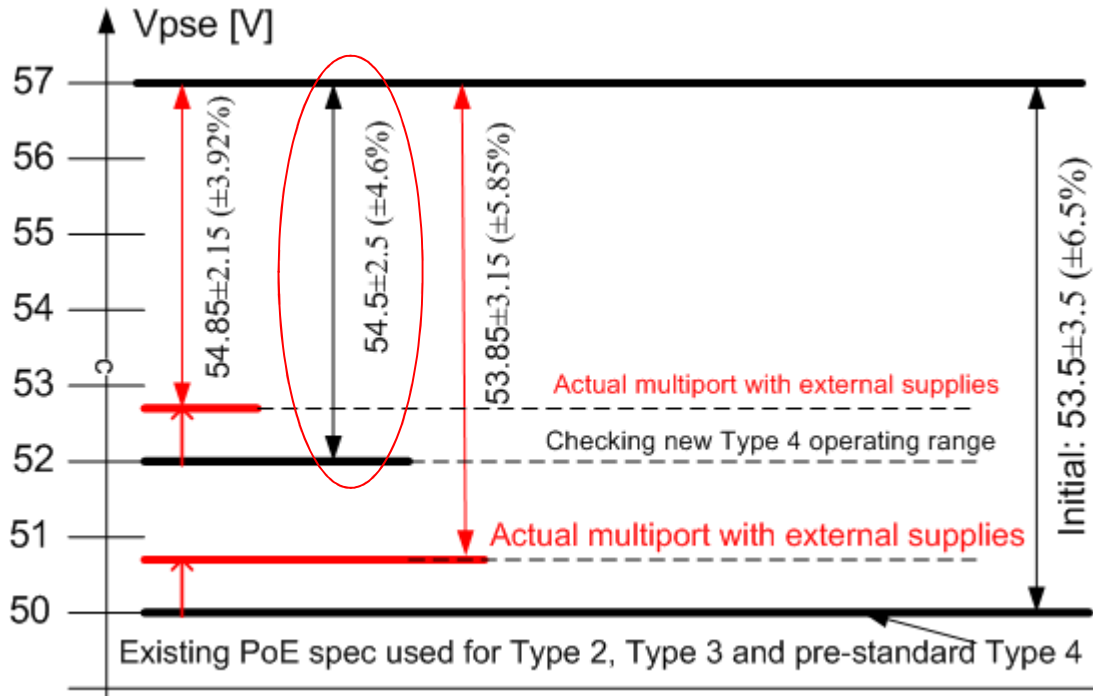 Vpse [V]
57
56
55
54
53
52
51
50
54.85±2.15 (±3.92%)
54.5±2.5 (±4.6%)
53.85±3.15 (±5.85%)
Initial: 53.5±3.5 (±6.5%)
c
Actual multiport with external supplies
Checking new Type 4 operating range
Actual multiport with external supplies
Existing PoE spec used for Type 2, Type 3 and pre-standard Type 4